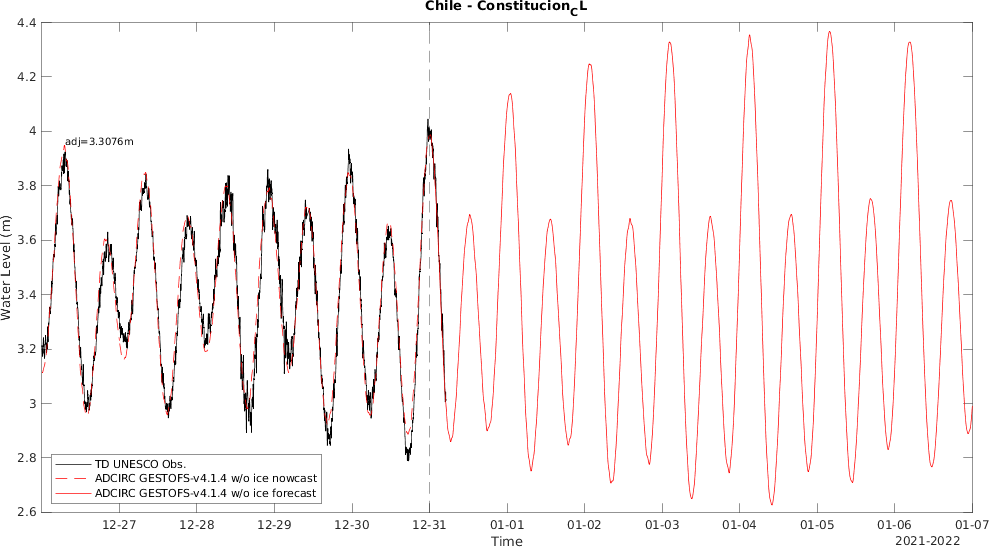 Chile - Constitucion_CL
4.4
4.2
4
3.8
3.6
3.4
3.2
3
2.8
2.6
Water Level (m)
adj=3.3076m
TD UNESCO Obs.
ADCIRC GESTOFS-v4.1.4 w/o ice nowcast
ADCIRC GESTOFS-v4.1.4 w/o ice forecast
12-27 12-28 12-29 12-30 12-31 01-01 01-02 01-03 01-04 01-05 01-06 01-07
Time
2021-2022